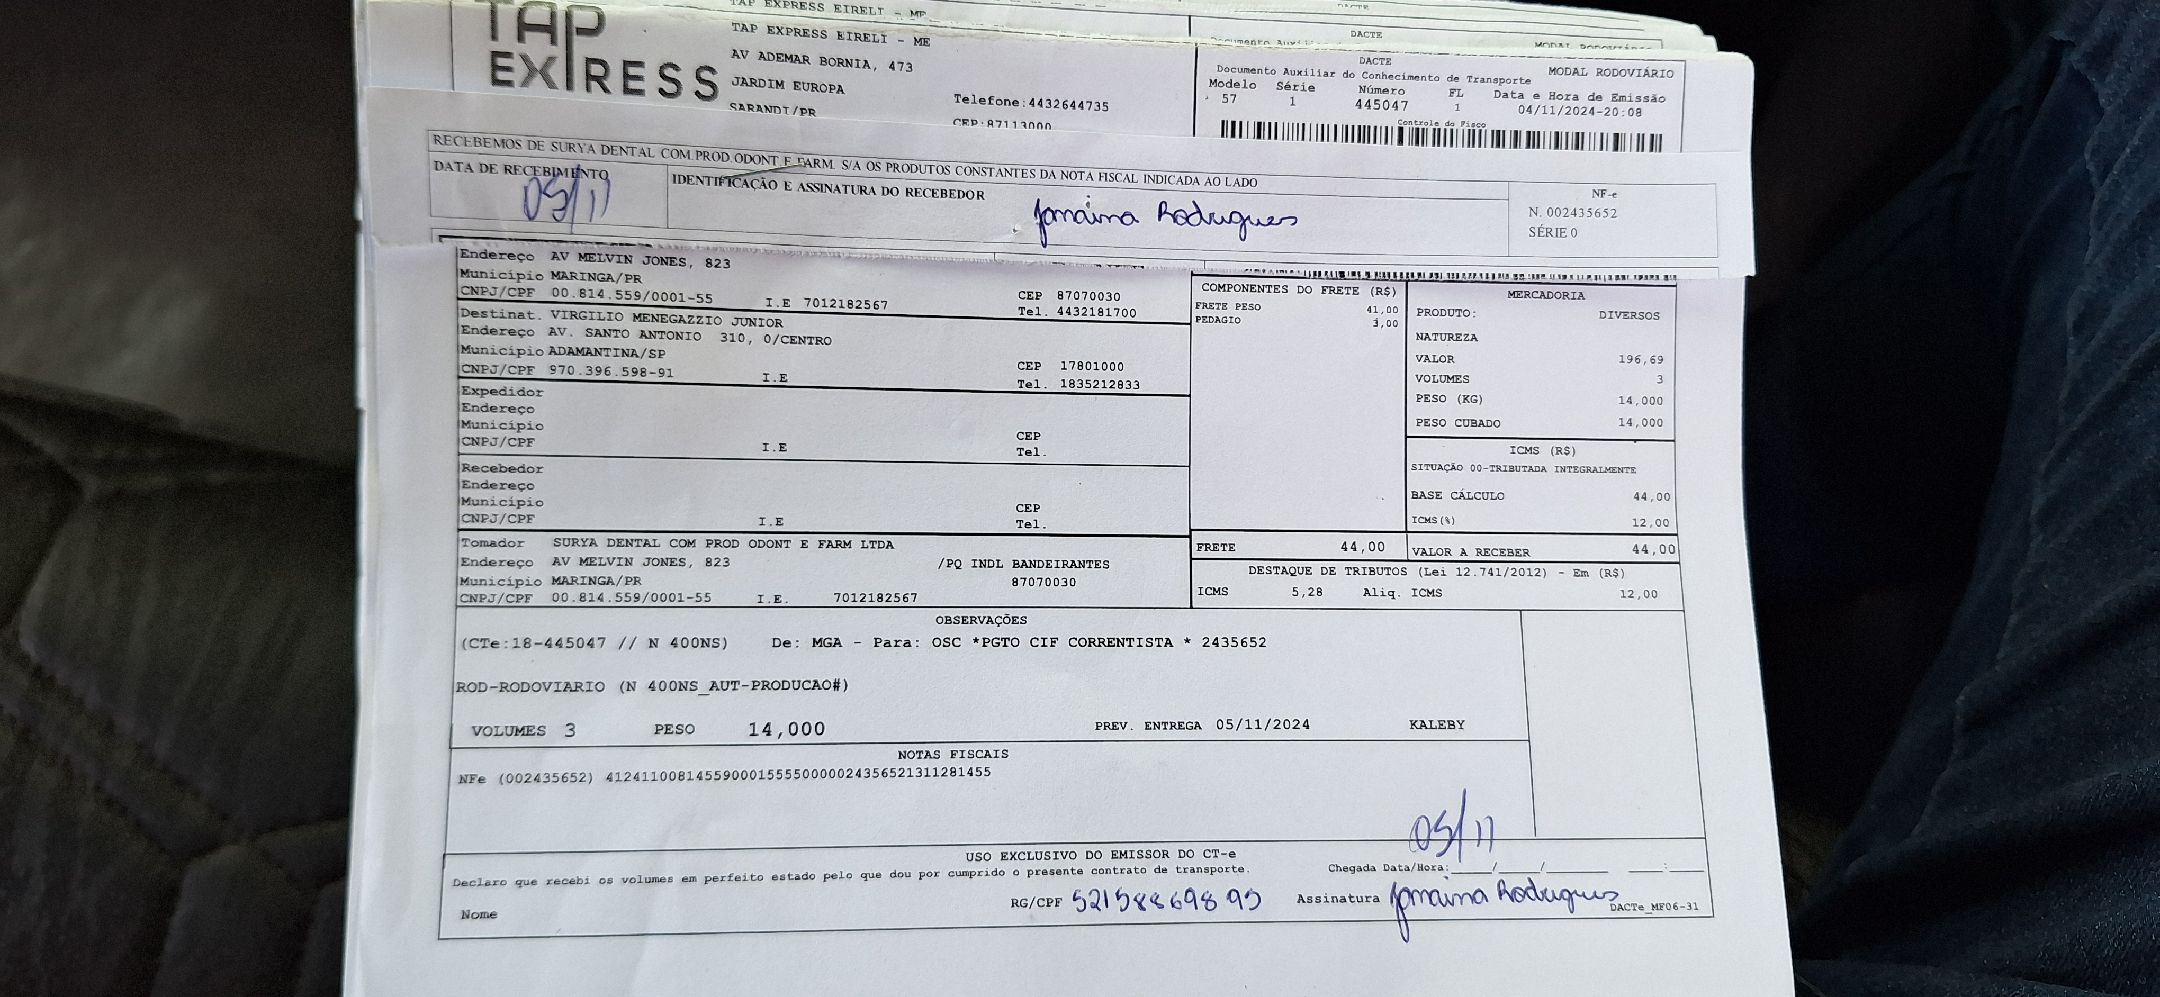 TAP EXPRESS EIRELI - ME
DACTE
TAP EXPRESS
TAP EXPRESS EIRELI - ME
AV ADEMAR BORNIA, 473
JARDIM EUROPA
SARANDI/PR
Telefone:4432644735
CEP:87113000
DACTE
DACTE
Documento Auxiliar do Conhecimento de Transporte
MODAL RODOVIÁRIO
Modelo Série Número FL Data e Hora de Emissão
57 1 445047 1 04/11/2024-20:08
Controle do Fisco
RECEBEMOS DE SURYA DENTAL COM.PROD.ODONT E FARM. S/A OS PRODUTOS CONSTANTES DA NOTA FISCAL INDICADA AO LADO
DATA DE RECEBIMENTO
05/11
IDENTIFICAÇÃO E ASSINATURA DO RECEBEDOR
Janaina Rodrigues
NF-e
N. 002435652
SÉRIE 0
Endereço AV MELVIN JONES, 823
Município MARINGA/PR
CEP 87070030
CNPJ/CPF 00.814.559/0001-55 I.E 7012182567 Tel. 4432181700
Destinat. VIRGILIO MENEGAZZIO JUNIOR
Endereço AV. SANTO ANTONIO 310, 0/CENTRO
Município ADAMANTINA/SP CEP 17801000
CNPJ/CPF 970.396.598-91 I.E Tel. 1835212833
Expedidor
Endereço
Município CEP
CNPJ/CPF I.E Tel.
Recebedor
Endereço
Município CEP
CNPJ/CPF I.E Tel.
Tomador SURYA DENTAL COM PROD ODONT E FARM LTDA
Endereço AV MELVIN JONES, 823 /PQ INDL BANDEIRANTES
Município MARINGA/PR 87070030
CNPJ/CPF 00.814.559/0001-55 I.E. 7012182567
COMPONENTES DO FRETE (R$)
FRETE PESO 41,00
PEDAGIO 3,00
MERCADORIA
PRODUTO: DIVERSOS
NATUREZA
VALOR 196,69
VOLUMES 3
PESO (KG) 14,000
PESO CUBADO 14,000
ICMS (R$)
SITUAÇÃO 00-TRIBUTADA INTEGRALMENTE
BASE CÁLCULO 44,00
ICMS(%) 12,00
FRETE 44,00 VALOR A RECEBER 44,00
DESTAQUE DE TRIBUTOS (Lei 12.741/2012) - Em (R$)
ICMS 5,28 Aliq. ICMS 12,00
OBSERVAÇÕES
(CTe:18-445047 // N 400NS) De: MGA - Para: OSC *PGTO CIF CORRENTISTA * 2435652
ROD-RODOVIARIO (N 400NS_AUT-PRODUCAO#)
VOLUMES 3 PESO 14,000 PREV. ENTREGA 05/11/2024 KALEBY
NOTAS FISCAIS
NFe (002435652) 41241100814559000155550000024356521311281455
USO EXCLUSIVO DO EMISSOR DO CT-e
Declaro que recebi os volumes em perfeito estado pelo que dou por cumprido o presente contrato de transporte.
05/11
Chegada Data/Hora:____/____/________ ____:____
Nome RG/CPF 52158869895 Assinatura Janaina Rodrigues
DACTe_MF06-31